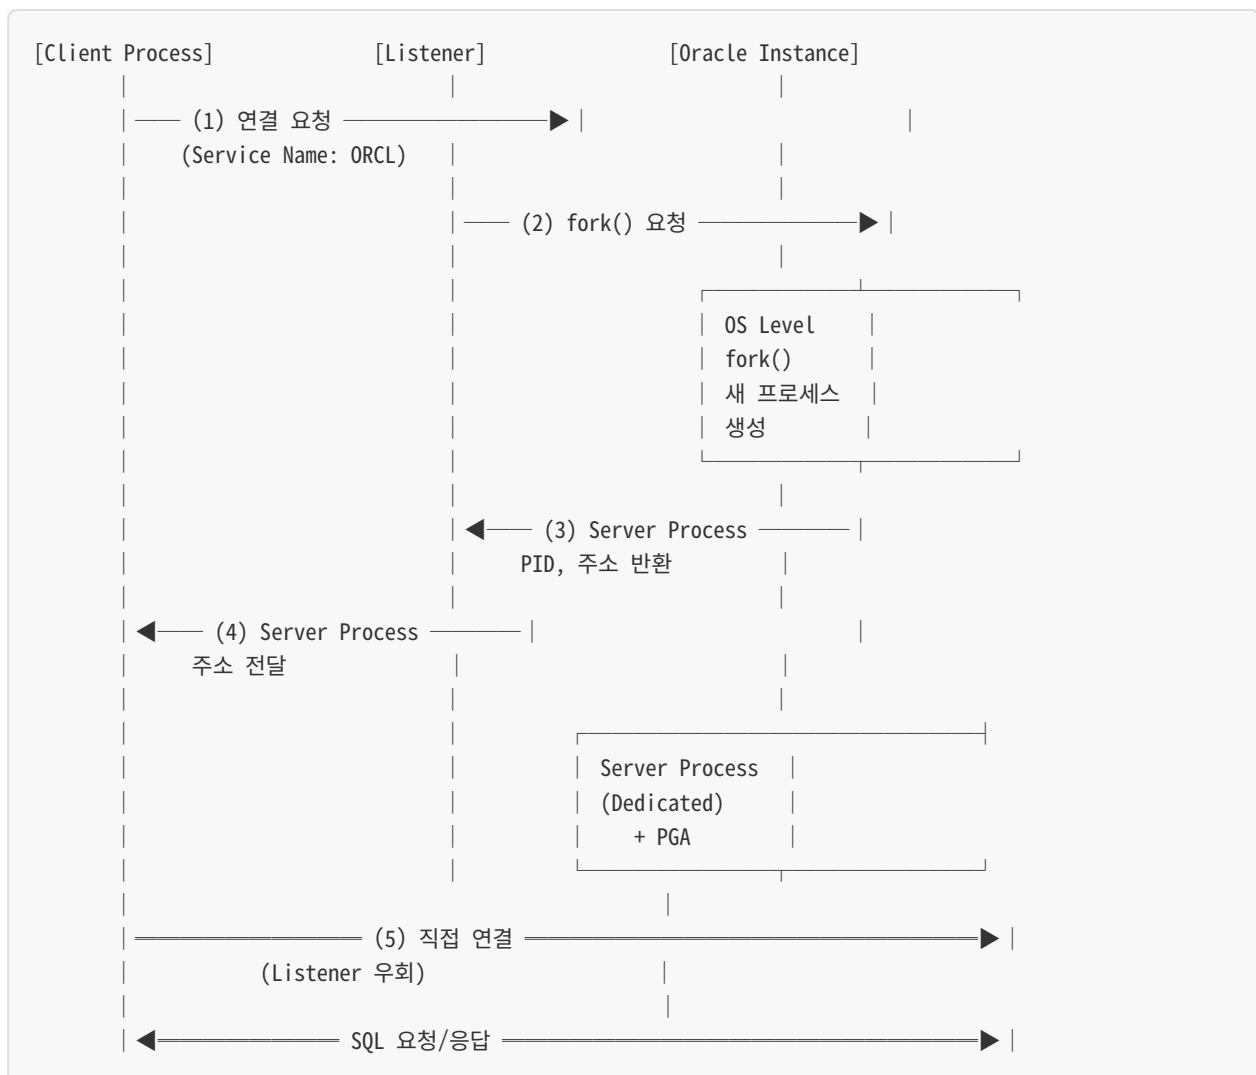 [Client Process] [Listener] [Oracle Instance]
(1) 연결 요청
(Service Name: ORCL)
(2) fork() 요청
OS Level
fork()
새 프로세스
생성
(3) Server Process
PID, 주소 반환
(4) Server Process
주소 전달
Server Process
(Dedicated)
+ PGA
(5) 직접 연결
(Listener 우회)
SQL 요청/응답